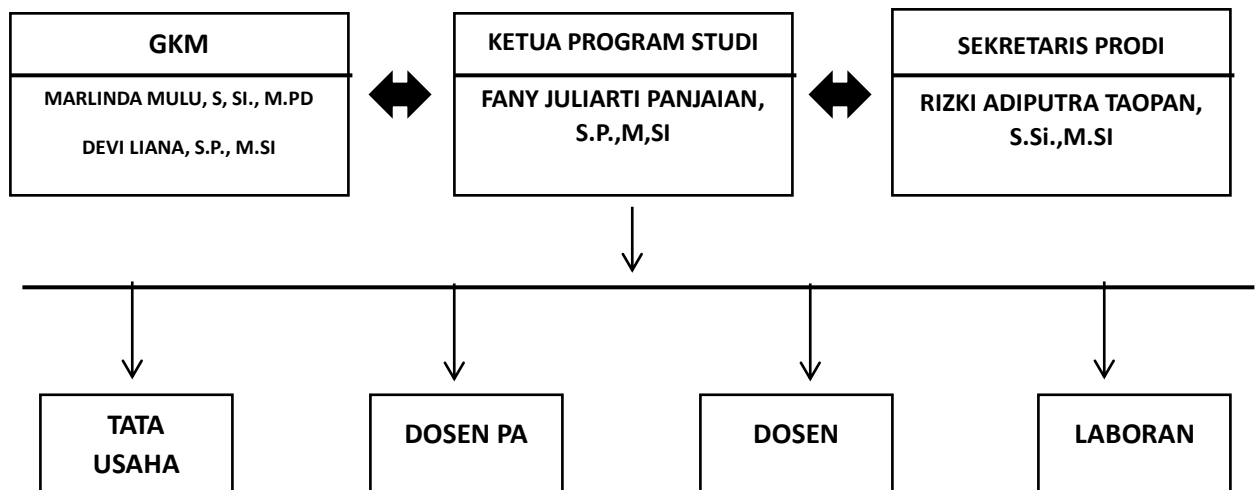 GKM
MARLINDA MULU, S, SI., M.PD
DEVI LIANA, S.P., M.SI
KETUA PROGRAM STUDI
FANY JULIARTI PANJAIAN,
S.P.,M,SI
SEKRETARIS PRODI
RIZKI ADIPUTRA TAOPAN,
S.Si.,M.SI
TATA
USAHA
DOSEN PA
DOSEN
LABORAN